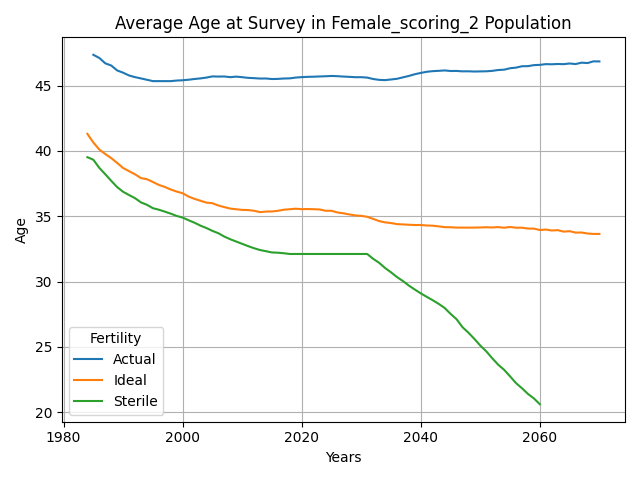 Average Age at Survey in Female_scoring_2 Population
Age
45
40
35
30
25
20
Fertility
Actual
Ideal
Sterile
1980
2000
2020
2040
2060
Years